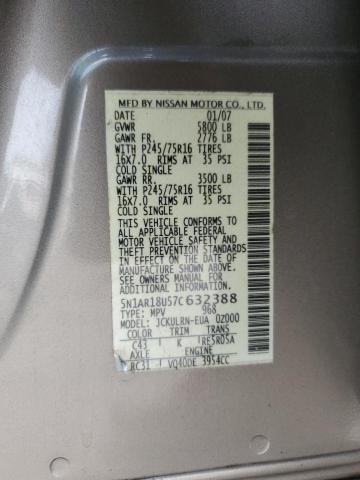 MFD BY NISSAN MOTOR CO., LTD.
DATE 01/07
GVWR 5800 LB
GAWR FR. 2776 LB
WITH P245/75R16 TIRES
16X7.0 RIMS AT 35 PSI
COLD SINGLE
GAWR RR. 3500 LB
WITH P245/75R16 TIRES
16X7.0 RIMS AT 35 PSI
COLD SINGLE
THIS VEHICLE CONFORMS TO
ALL APPLICABLE FEDERAL
MOTOR VEHICLE SAFETY AND
THEFT PREVENTION STANDARDS
IN EFFECT ON THE DATE OF
MANUFACTURE SHOWN ABOVE.
SEE OWNERS MANUAL FOR
ADDITIONAL INFORMATION.
5N1AR18U57C632388
TYPE: MPV 968
MODEL: JCKULRN-EUA 0Z000
COLOR TRIM TRANS
C43 K RE5R05A
AXLE ENGINE
RC31 VQ40DE 3954CC